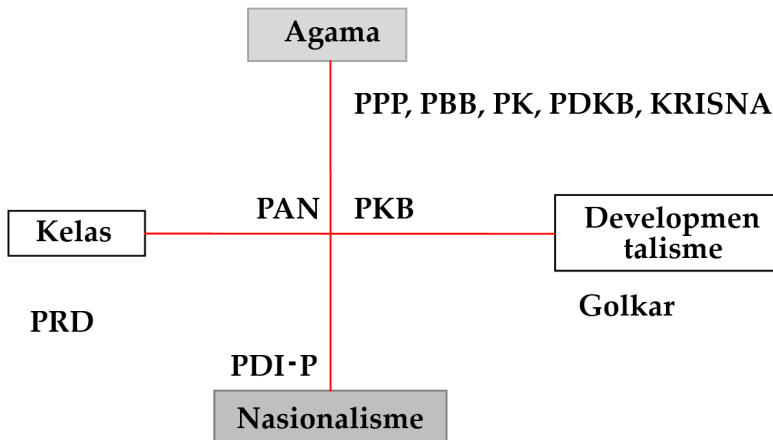 Agama
PPP, PBB, PK, PDKB, KRISNA
PAN
PKB
Kelas
Developmen
talisme
PRD
Golkar
PDI-P
Nasionalisme